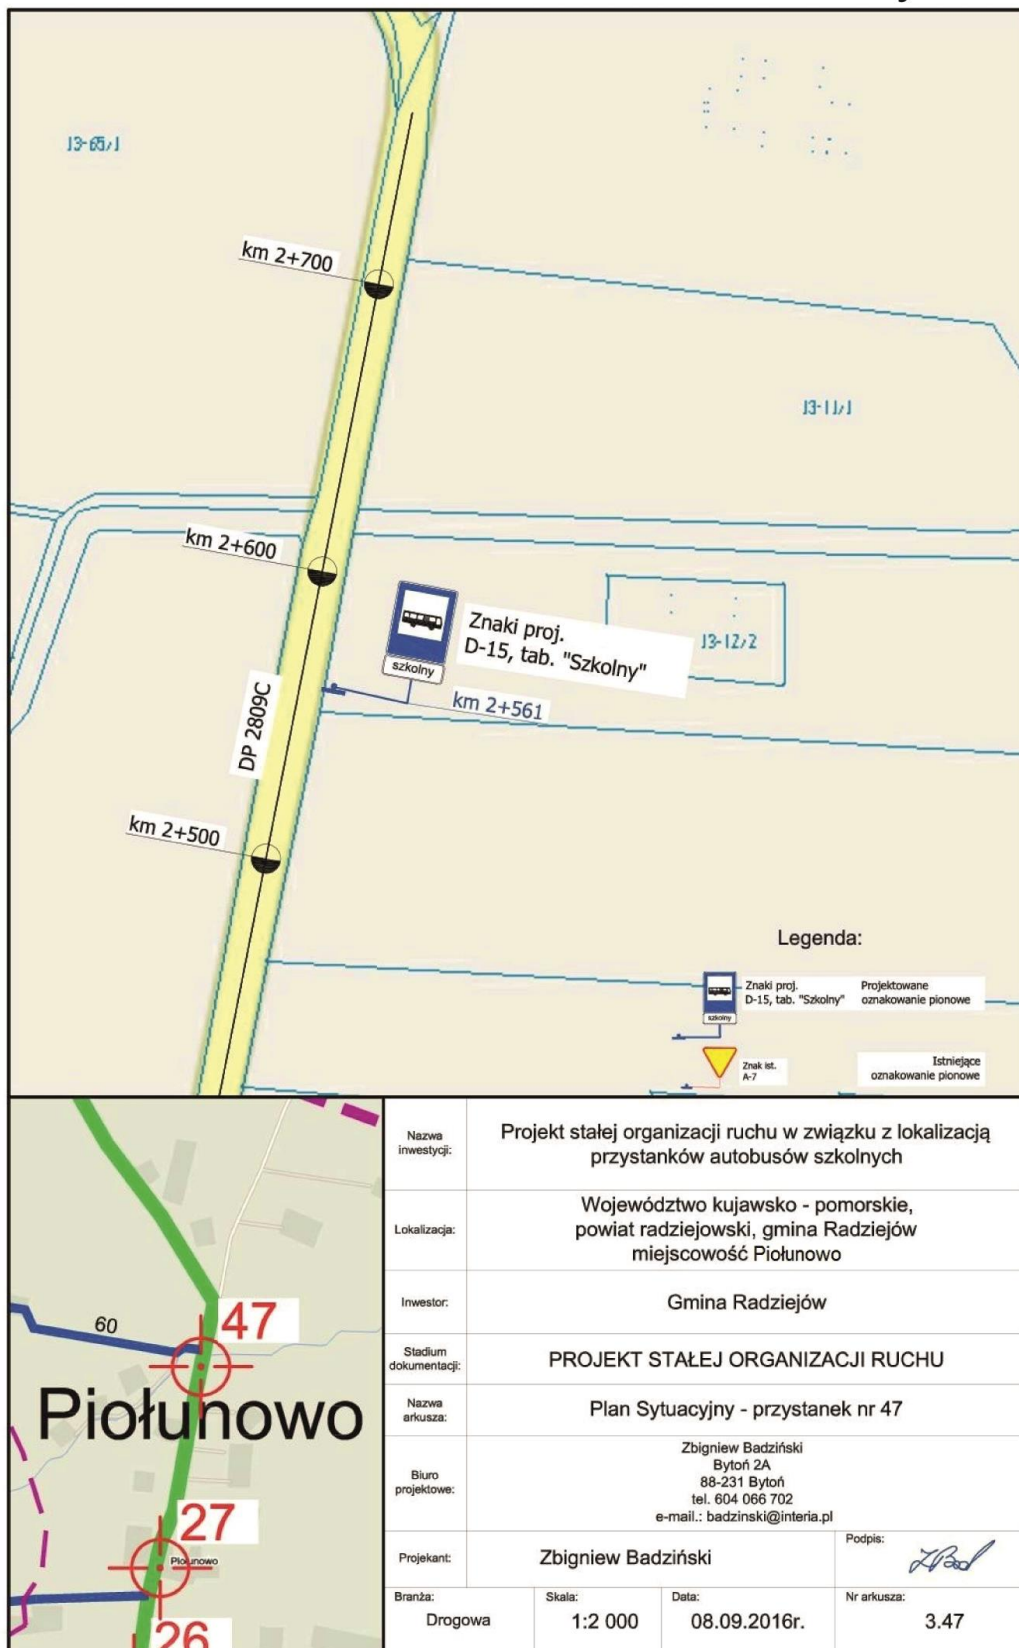 13-65/1
km 2+700
13-11/1
km 2+600
szkolny
Znaki proj.
D-15, tab. "Szkolny"
13-12/2
km 2+561
DP 2809C
km 2+500
Legenda:
szkolny
Znaki proj.
D-15, tab. "Szkolny"
Projektowane
oznakowanie pionowe
Znak ist.
A-7
Istniejące
oznakowanie pionowe
47
60
Piołunowo
27
Piołunowo
26
Nazwa
inwestycji:
Projekt stałej organizacji ruchu w związku z lokalizacją
przystanków autobusów szkolnych
Lokalizacja:
Województwo kujawsko - pomorskie,
powiat radziejowski, gmina Radziejów
miejscowość Piołunowo
Inwestor:
Gmina Radziejów
Stadium
dokumentacji:
PROJEKT STAŁEJ ORGANIZACJI RUCHU
Nazwa
arkusza:
Plan Sytuacyjny - przystanek nr 47
Biuro
projektowe:
Zbigniew Badziński
Bytoń 2A
88-231 Bytoń
tel. 604 066 702
e-mail.: badzinski@interia.pl
Projekant:
Zbigniew Badziński
Podpis:
Branża:
Drogowa
Skala:
1:2 000
Data:
08.09.2016r.
Nr arkusza:
3.47